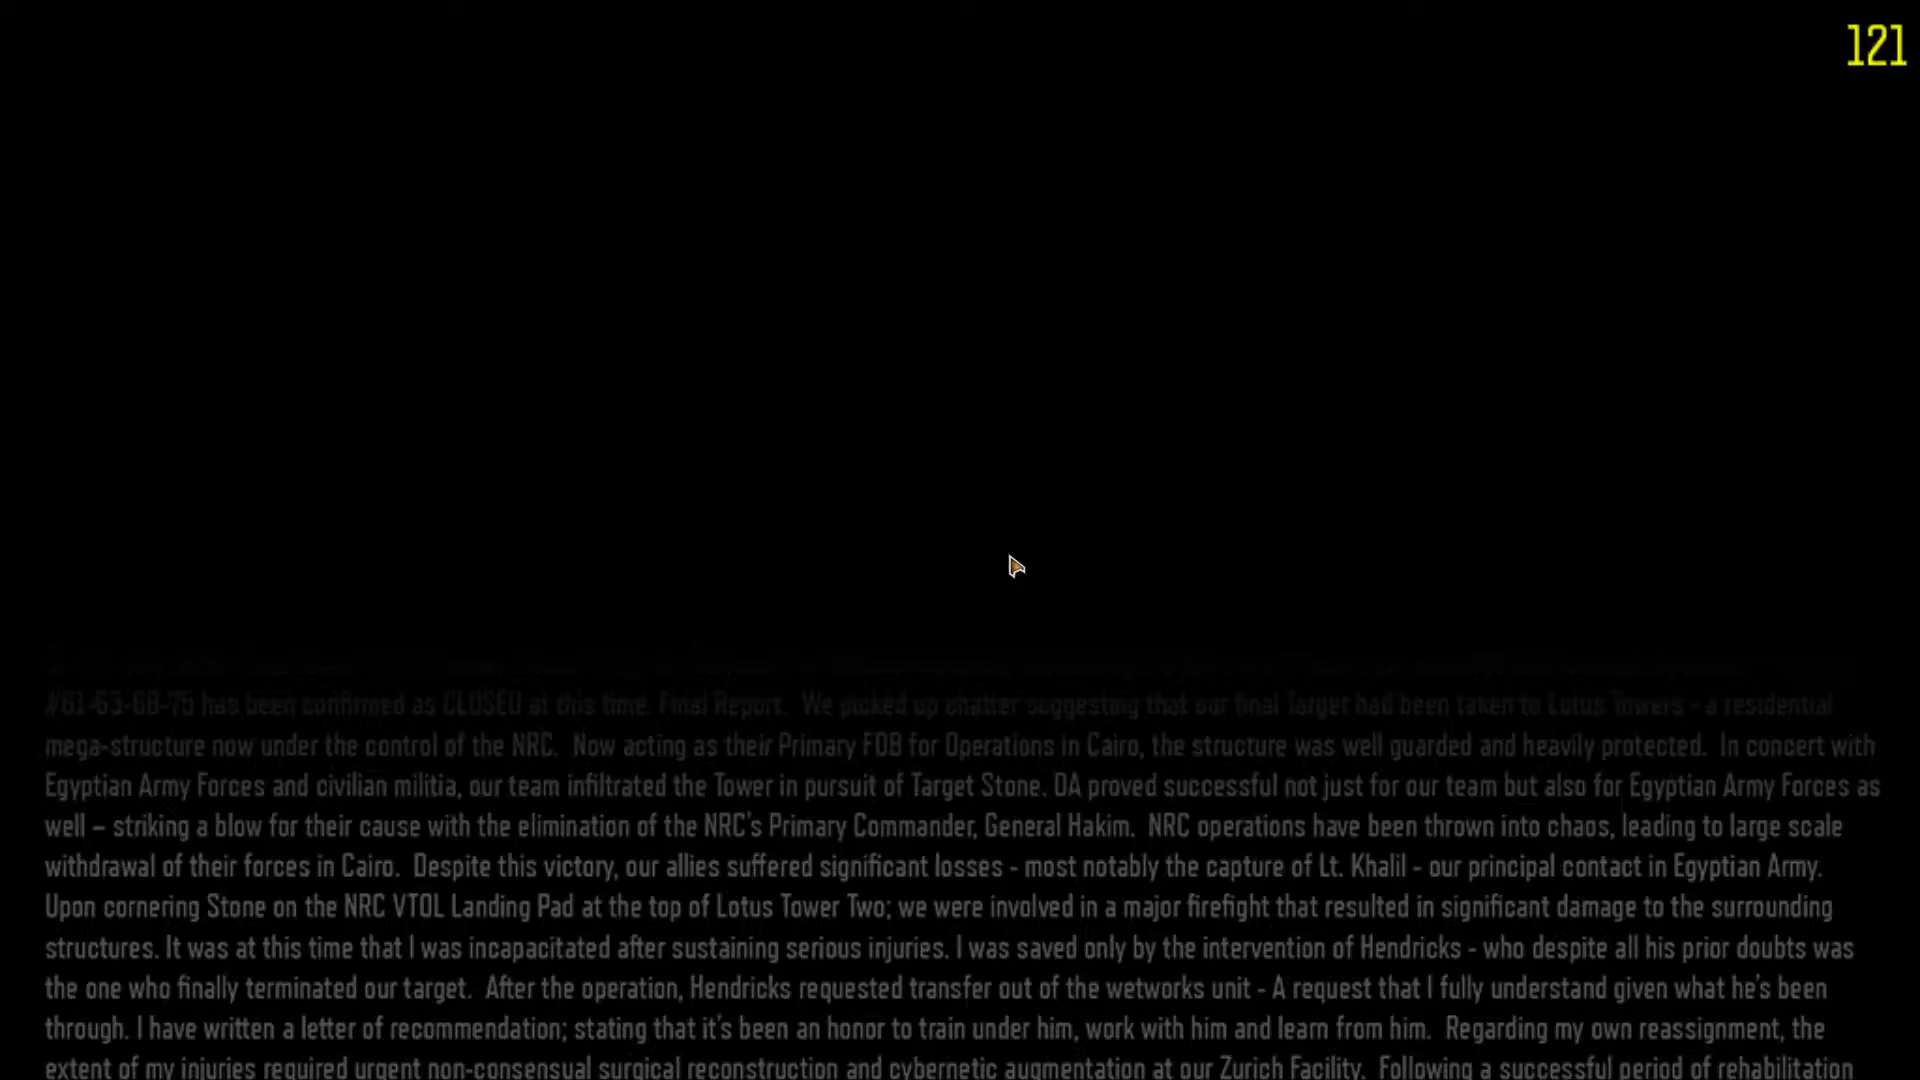 121
#61-63-68-75 has been confirmed as CLOSED at this time. Final Report.  We picked up chatter suggesting that our final Target had been taken to Lotus Towers - a residential
mega-structure now under the control of the NRC.  Now acting as their Primary FOB for Operations in Cairo, the structure was well guarded and heavily protected.  In concert with
Egyptian Army Forces and civilian militia, our team infiltrated the Tower in pursuit of Target Stone. DA proved successful not just for our team but also for Egyptian Army Forces as
well – striking a blow for their cause with the elimination of the NRC's Primary Commander, General Hakim.  NRC operations have been thrown into chaos, leading to large scale
withdrawal of their forces in Cairo.  Despite this victory, our allies suffered significant losses - most notably the capture of Lt. Khalil - our principal contact in Egyptian Army.
Upon cornering Stone on the NRC VTOL Landing Pad at the top of Lotus Tower Two; we were involved in a major firefight that resulted in significant damage to the surrounding
structures. It was at this time that I was incapacitated after sustaining serious injuries. I was saved only by the intervention of Hendricks - who despite all his prior doubts was
the one who finally terminated our target.  After the operation, Hendricks requested transfer out of the wetworks unit - A request that I fully understand given what he's been
through. I have written a letter of recommendation; stating that it's been an honor to train under him, work with him and learn from him.  Regarding my own reassignment, the
extent of my injuries required urgent non-consensual surgical reconstruction and cybernetic augmentation at our Zurich Facility.  Following a successful period of rehabilitation